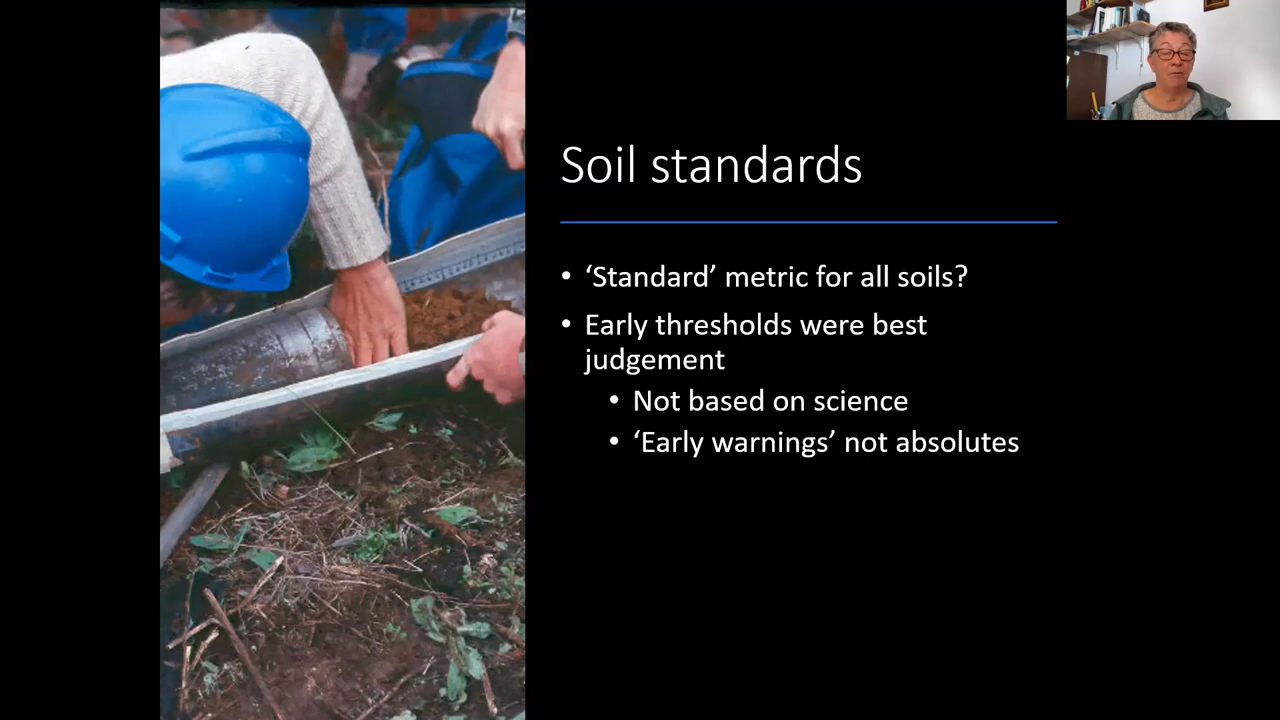 Soil standards
• ‘Standard’ metric for all soils?
• Early thresholds were best
judgement
• Not based on science
• ‘Early warnings’ not absolutes